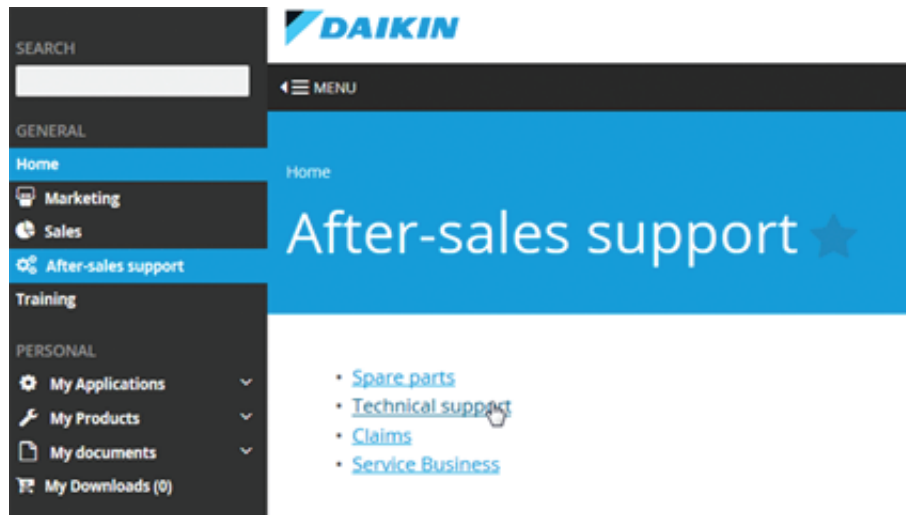 SEARCH
GENERAL
Home
Marketing
Sales
After-sales support
Training
PERSONAL
My Applications
My Products
My documents
My Downloads (0)
DAIKIN
MENU
Home
After-sales support
Spare parts
Technical support
Claims
Service Business